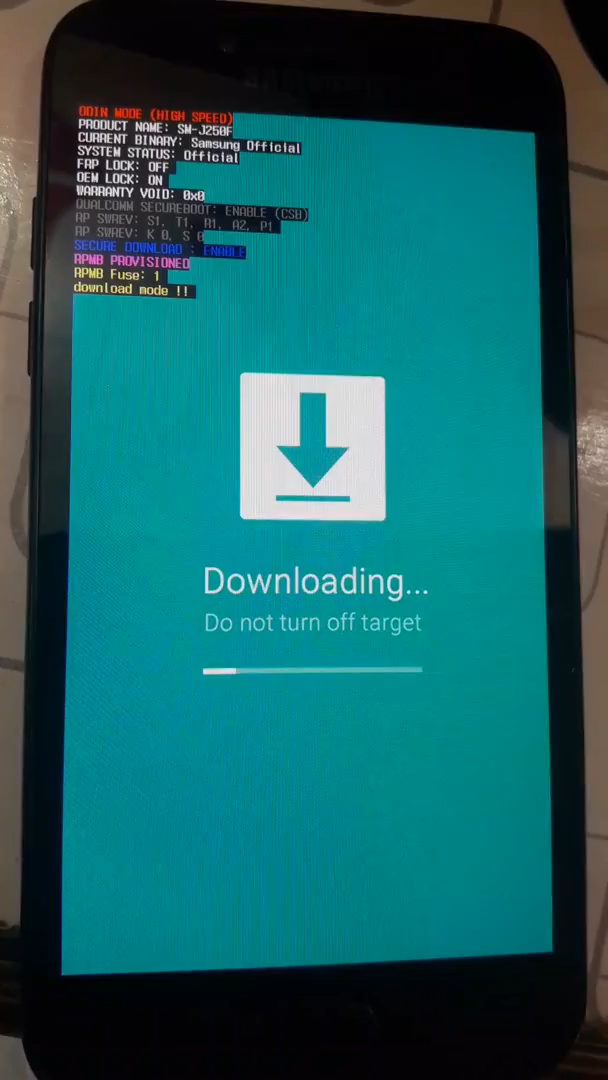 SAMSUNG
ODIN MODE (HIGH SPEED)
PRODUCT NAME: SM-J250F
CURRENT BINARY: Samsung Official
SYSTEM STATUS: Official
FRP LOCK: OFF
OEM LOCK: ON
WARRANTY VOID: 0x0
QUALCOMM SECUREBOOT: ENABLE (CSB)
RP SWREV: S1, T1, R1, A2, P1
RP SWREV: K 0, S 0
SECURE DOWNLOAD : ENABLE
RPMB PROVISIONED
RPMB Fuse: 1
download mode !!
Downloading...
Do not turn off target